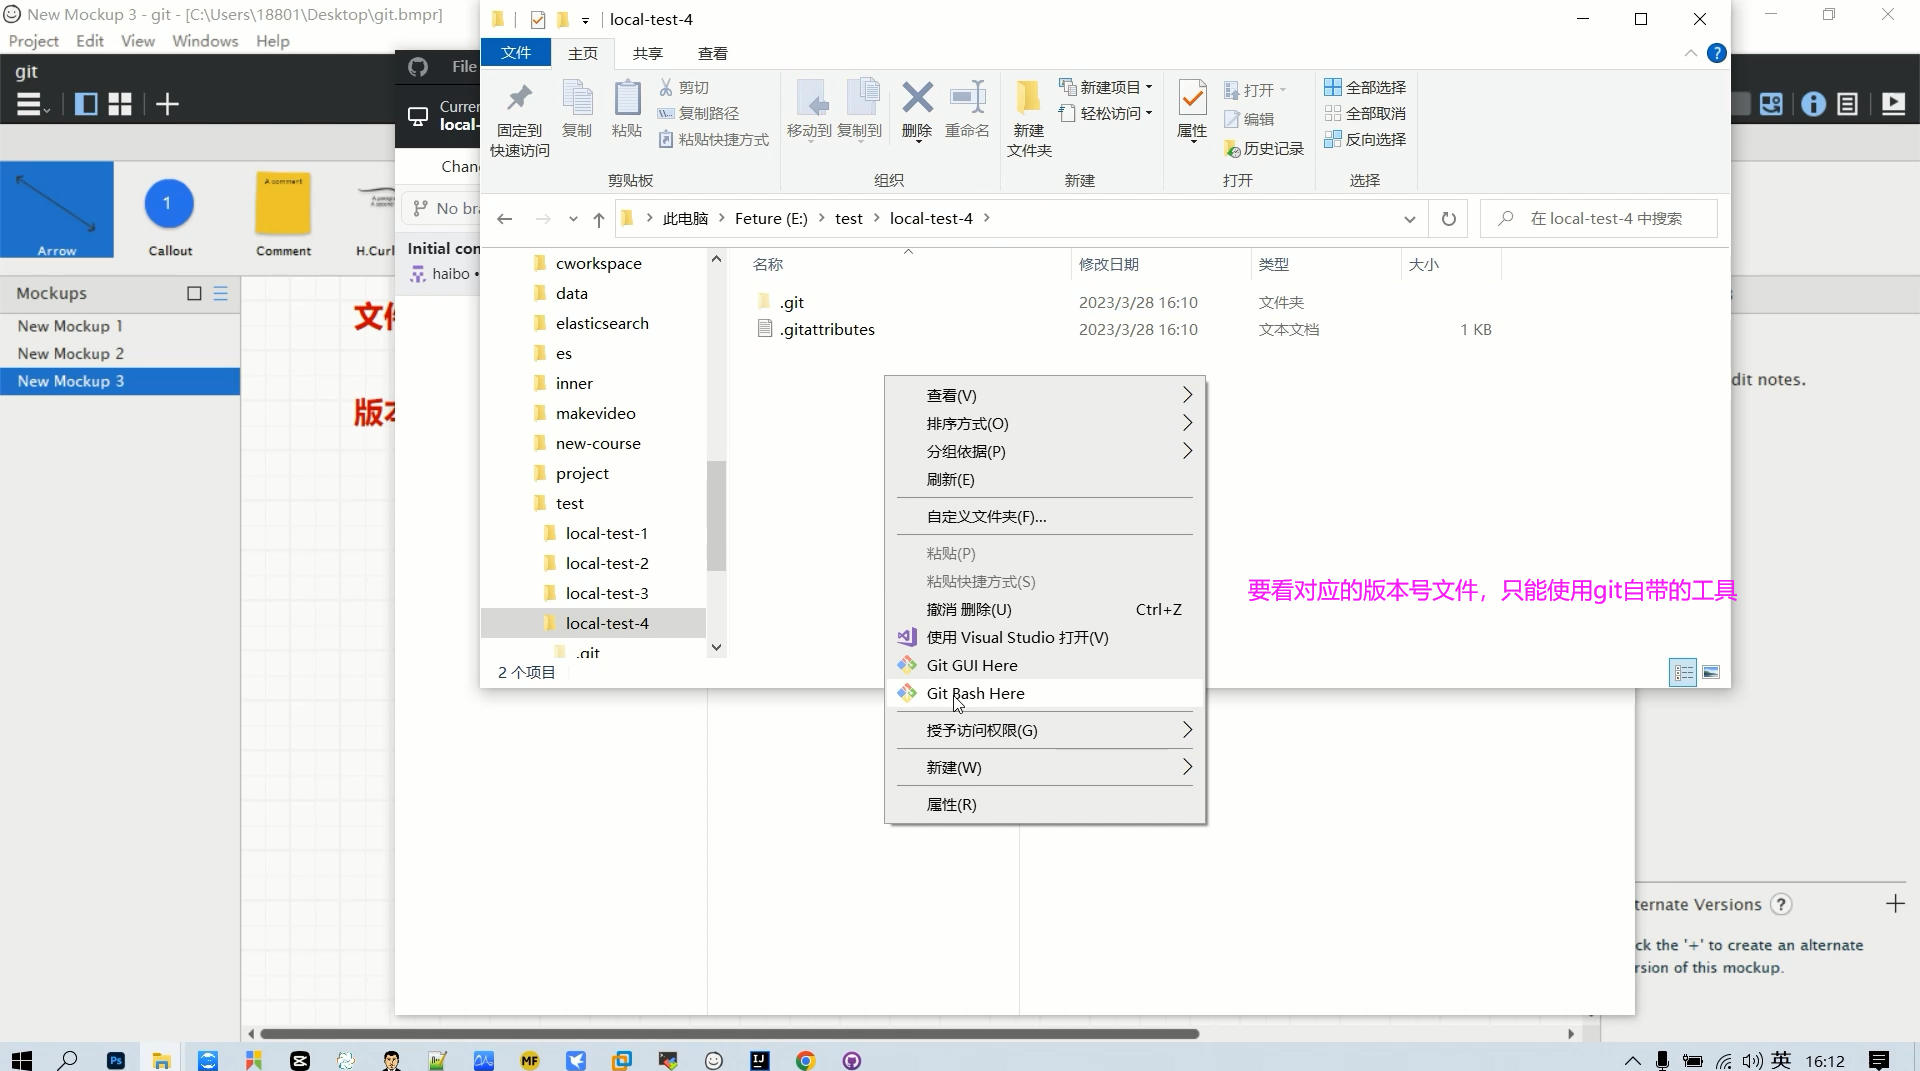 New Mockup 3 - git - [C:\Users\18801\Desktop\git.bmpr]
Project Edit View Windows Help
git
Arrow
1
Callout
A comment
Comment
H.Curl
Mockups
New Mockup 1
New Mockup 2
New Mockup 3
文件
版本
File
Curren
local-
Chan
No bra
Initial con
haibo •
local-test-4
文件 主页 共享 查看
固定到
快速访问
复制
粘贴
剪切
复制路径
粘贴快捷方式
剪贴板
移动到 复制到 删除 重命名
组织
新建
文件夹
新建项目
轻松访问
新建
属性
打开
编辑
历史记录
打开
全部选择
全部取消
反向选择
选择
此电脑 Feture (E:) test local-test-4
在 local-test-4 中搜索
cworkspace
data
elasticsearch
es
inner
makevideo
new-course
project
test
local-test-1
local-test-2
local-test-3
local-test-4
.git
2 个项目
名称 修改日期 类型 大小
.git 2023/3/28 16:10 文件夹
.gitattributes 2023/3/28 16:10 文本文档 1 KB
查看(V)
排序方式(O)
分组依据(P)
刷新(E)
自定义文件夹(F)...
粘贴(P)
粘贴快捷方式(S)
撤消 删除(U) Ctrl+Z
使用 Visual Studio 打开(V)
Git GUI Here
Git Bash Here
授予访问权限(G)
新建(W)
属性(R)
要看对应的版本号文件，只能使用git自带的工具
dit notes.
ternate Versions ?
ck the '+' to create an alternate
rsion of this mockup.
Ps
MF
IJ
英
16:12